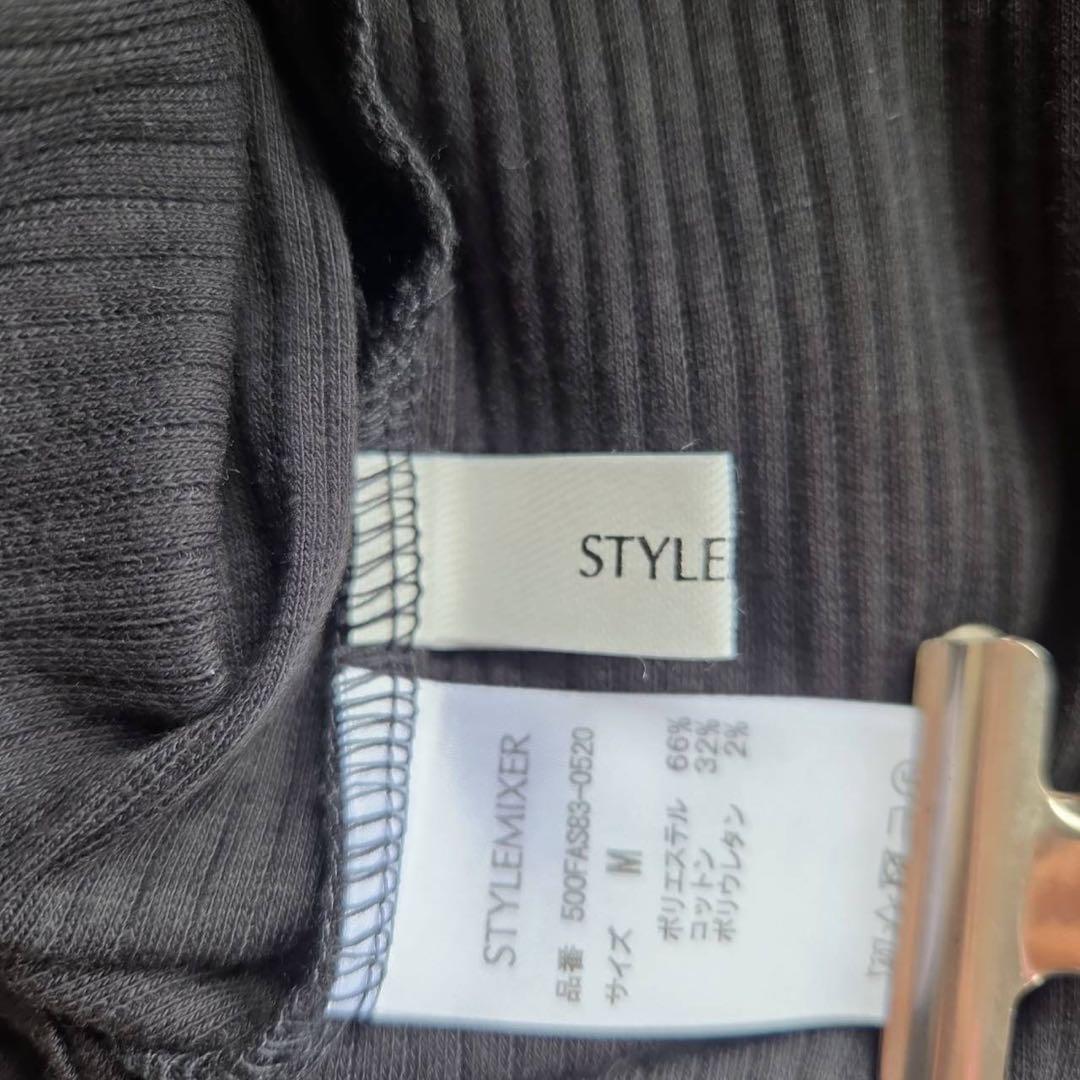 STYLE
STYLEMIXER
品番 500FAS83-0520
サイズ M
ポリエステル 66%
コットン 32%
ポリウレタン 2%